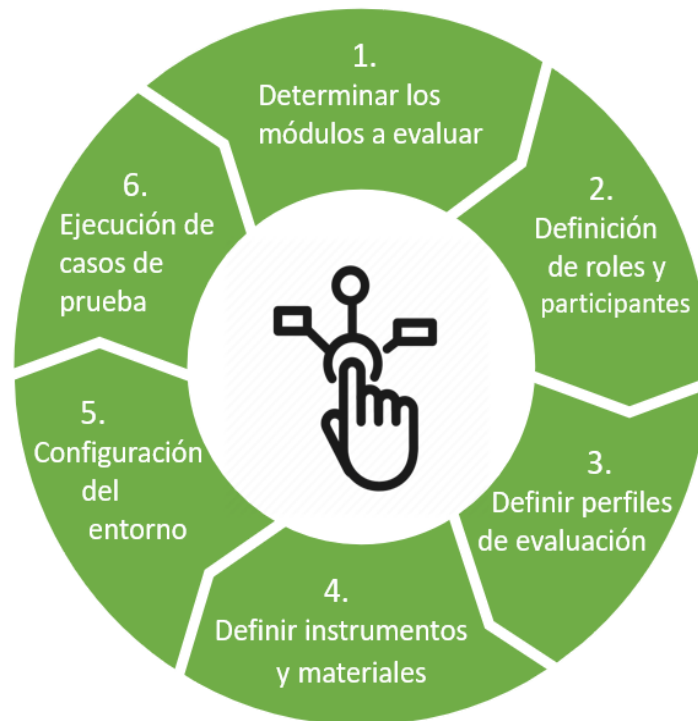 1.
Determinar los
módulos a evaluar
2.
Definición
de roles y
participantes
3.
Definir perfiles
de evaluación
4.
Definir instrumentos
y materiales
5.
Configuración
del
entorno
6.
Ejecución de
casos de
prueba